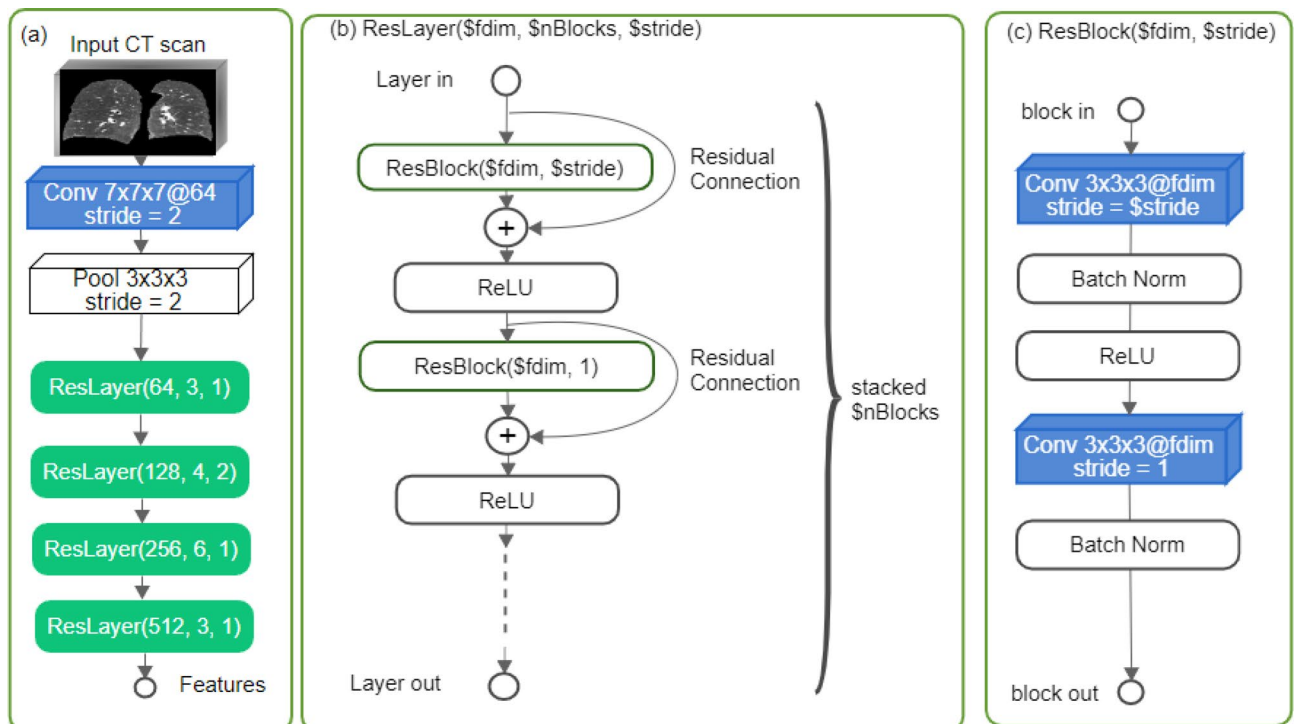 (a)
Input CT scan
Conv 7x7x7@64
stride = 2
Pool 3x3x3
stride = 2
ResLayer(64, 3, 1)
ResLayer(128, 4, 2)
ResLayer(256, 6, 1)
ResLayer(512, 3, 1)
Features
(b) ResLayer($fdim, $nBlocks, $stride)
Layer in
ResBlock($fdim, $stride)
Residual
Connection
+
ReLU
ResBlock($fdim, 1)
Residual
Connection
+
ReLU
Layer out
stacked
$nBlocks
(c) ResBlock($fdim, $stride)
block in
Conv 3x3x3@fdim
stride = $stride
Batch Norm
ReLU
Conv 3x3x3@fdim
stride = 1
Batch Norm
block out